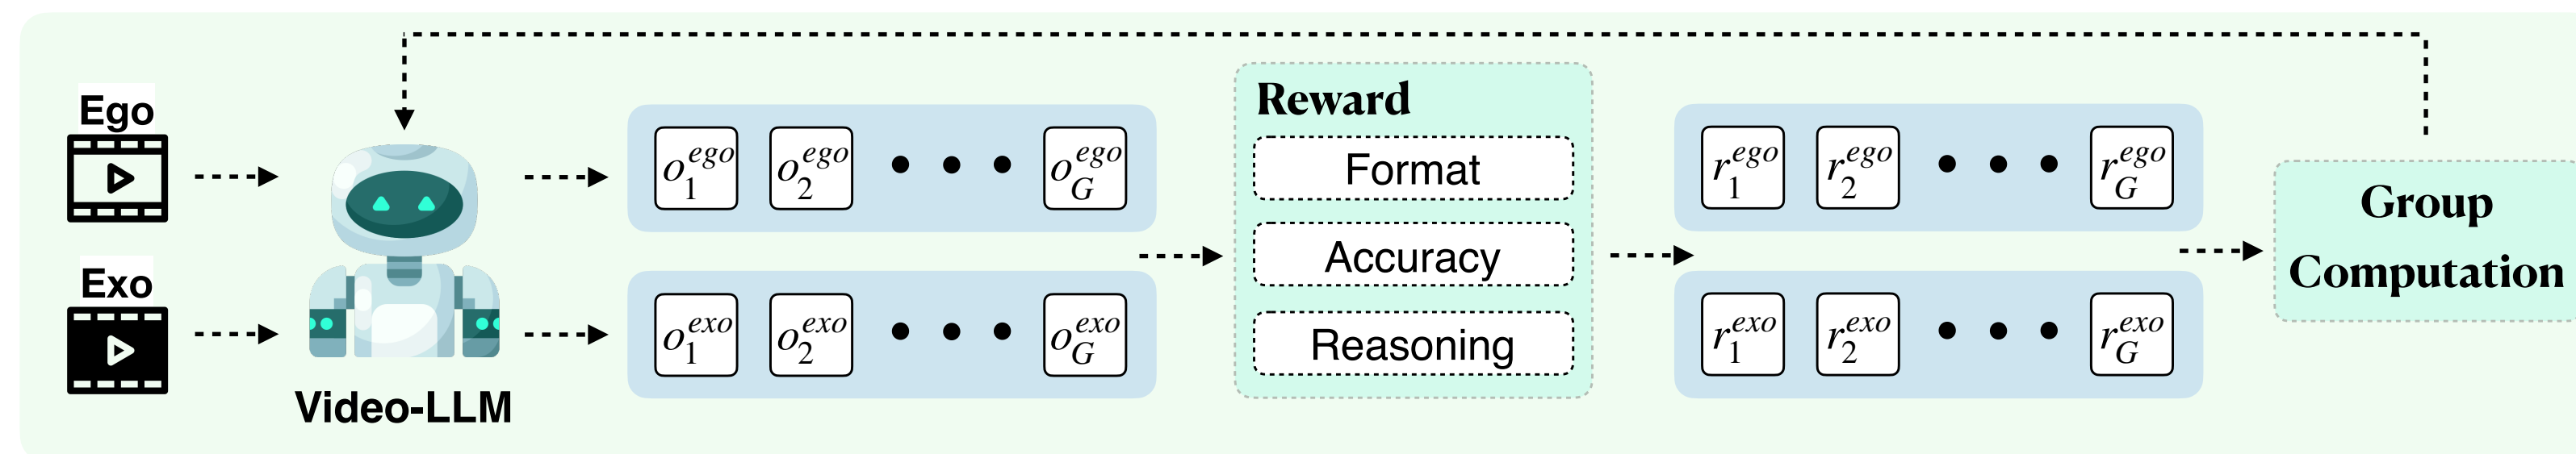 Ego
Exo
Video-LLM
o_1^{ego} o_2^{ego} • • • o_G^{ego}
o_1^{exo} o_2^{exo} • • • o_G^{exo}
Reward
Format
Accuracy
Reasoning
r_1^{ego} r_2^{ego} • • • r_G^{ego}
r_1^{exo} r_2^{exo} • • • r_G^{exo}
Group
Computation